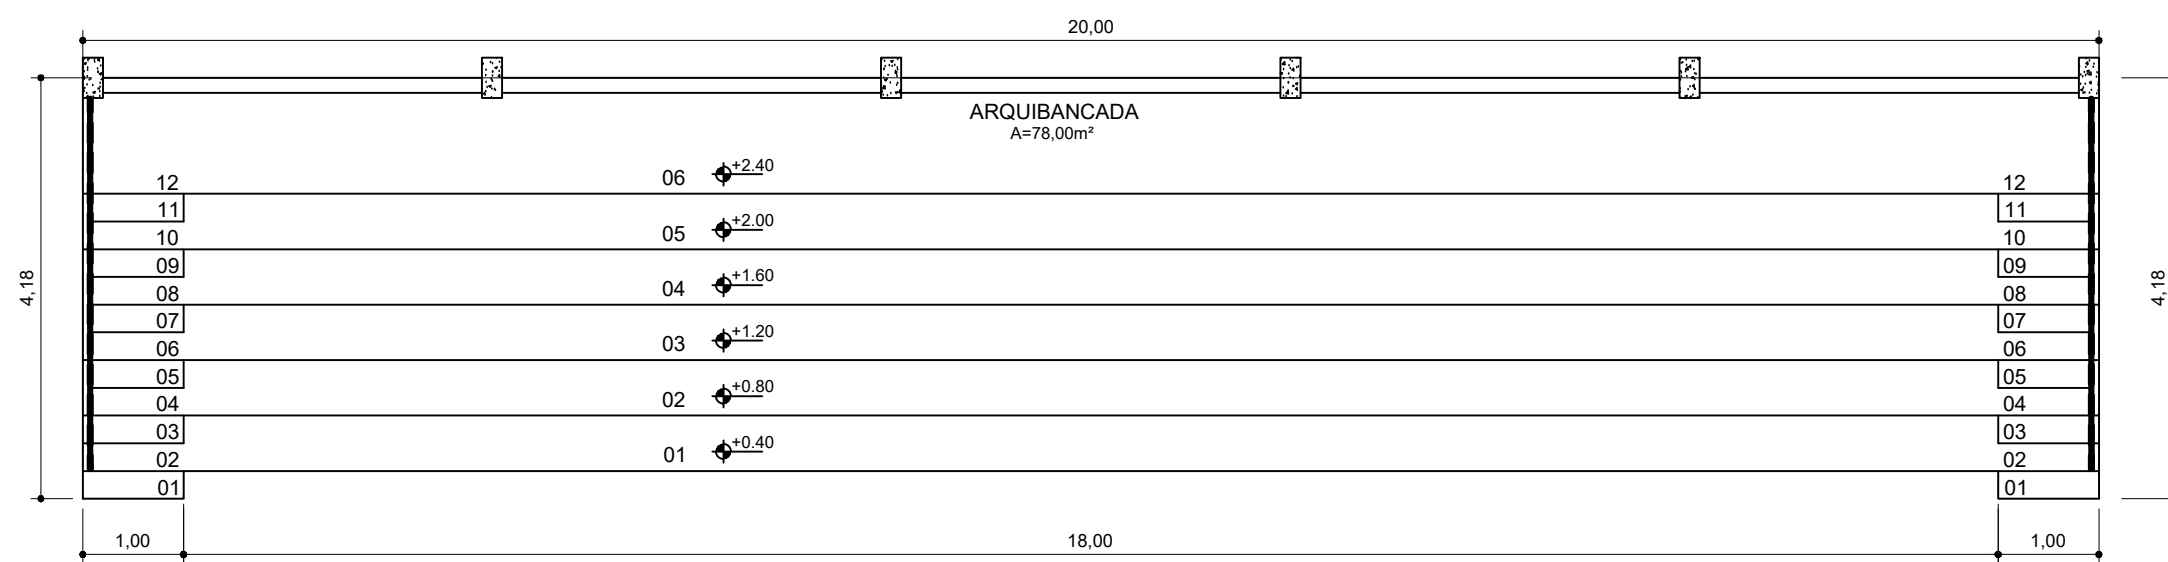 20,00
ARQUIBANCADA
A=78,00m²
12 06 +2.40 12
11 11
10 05 +2.00 10
09 09
4,18 08 04 +1.60 08 4,18
07 07
06 03 +1.20 06
05 05
04 02 +0.80 04
03 03
02 01 +0.40 02
01 01
1,00 18,00 1,00